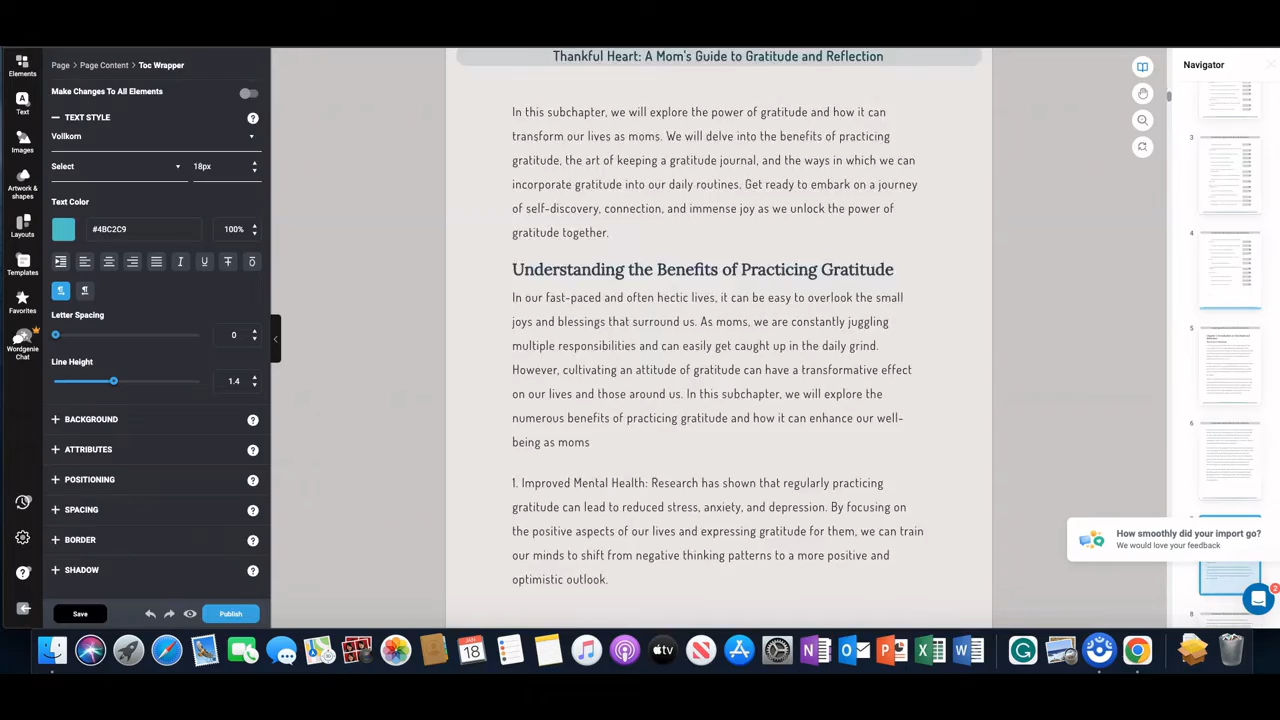 Elements
Text
Images
Artwork & shapes
Layouts
Templates
Favorites
Wordgenie Chat
Page > Page Content > Toc Wrapper
Make Changes To All Elements
TEXT STYLE
Vollkorn
Select 18px
Text Color
#48C2C9 100%
Letter Spacing
0
Line Height
1.4
BACKGROUND
ATTRIBUTES
POSITIONING
SPACING
BORDER
SHADOW
Save
Publish
Thankful Heart: A Mom's Guide to Gratitude and Reflection
In this subchapter, we will explore the power of gratitude and how it can
transform our lives as moms. We will delve into the benefits of practicing
the art of keeping a gratitude journal, and the ways in which we can
gratitude into our daily routines. Get ready to embark on a journey
connection, and immense joy as we unlock the power of
gratitude together.
Understanding the Benefits of Practicing Gratitude
In our fast-paced and often hectic lives, it can be easy to overlook the small
joys and blessings that surround us. As moms, we are constantly juggling
responsibilities and can easily get caught up in the daily grind.
However, cultivating an attitude of gratitude can have a transformative effect
on our lives and those around us. In this subchapter, we will explore the
numerous benefits of practicing gratitude and how it can enhance our well-
being as moms
Mental Health: Research has shown that regularly practicing
gratitude can lead to reduced stress, anxiety, and depression. By focusing on
the positive aspects of our lives and expressing gratitude for them, we can train
our minds to shift from negative thinking patterns to a more positive and
optimistic outlook.
Navigator
3
4
5
6
8
How smoothly did your import go?
We would love your feedback
2
JAN
18